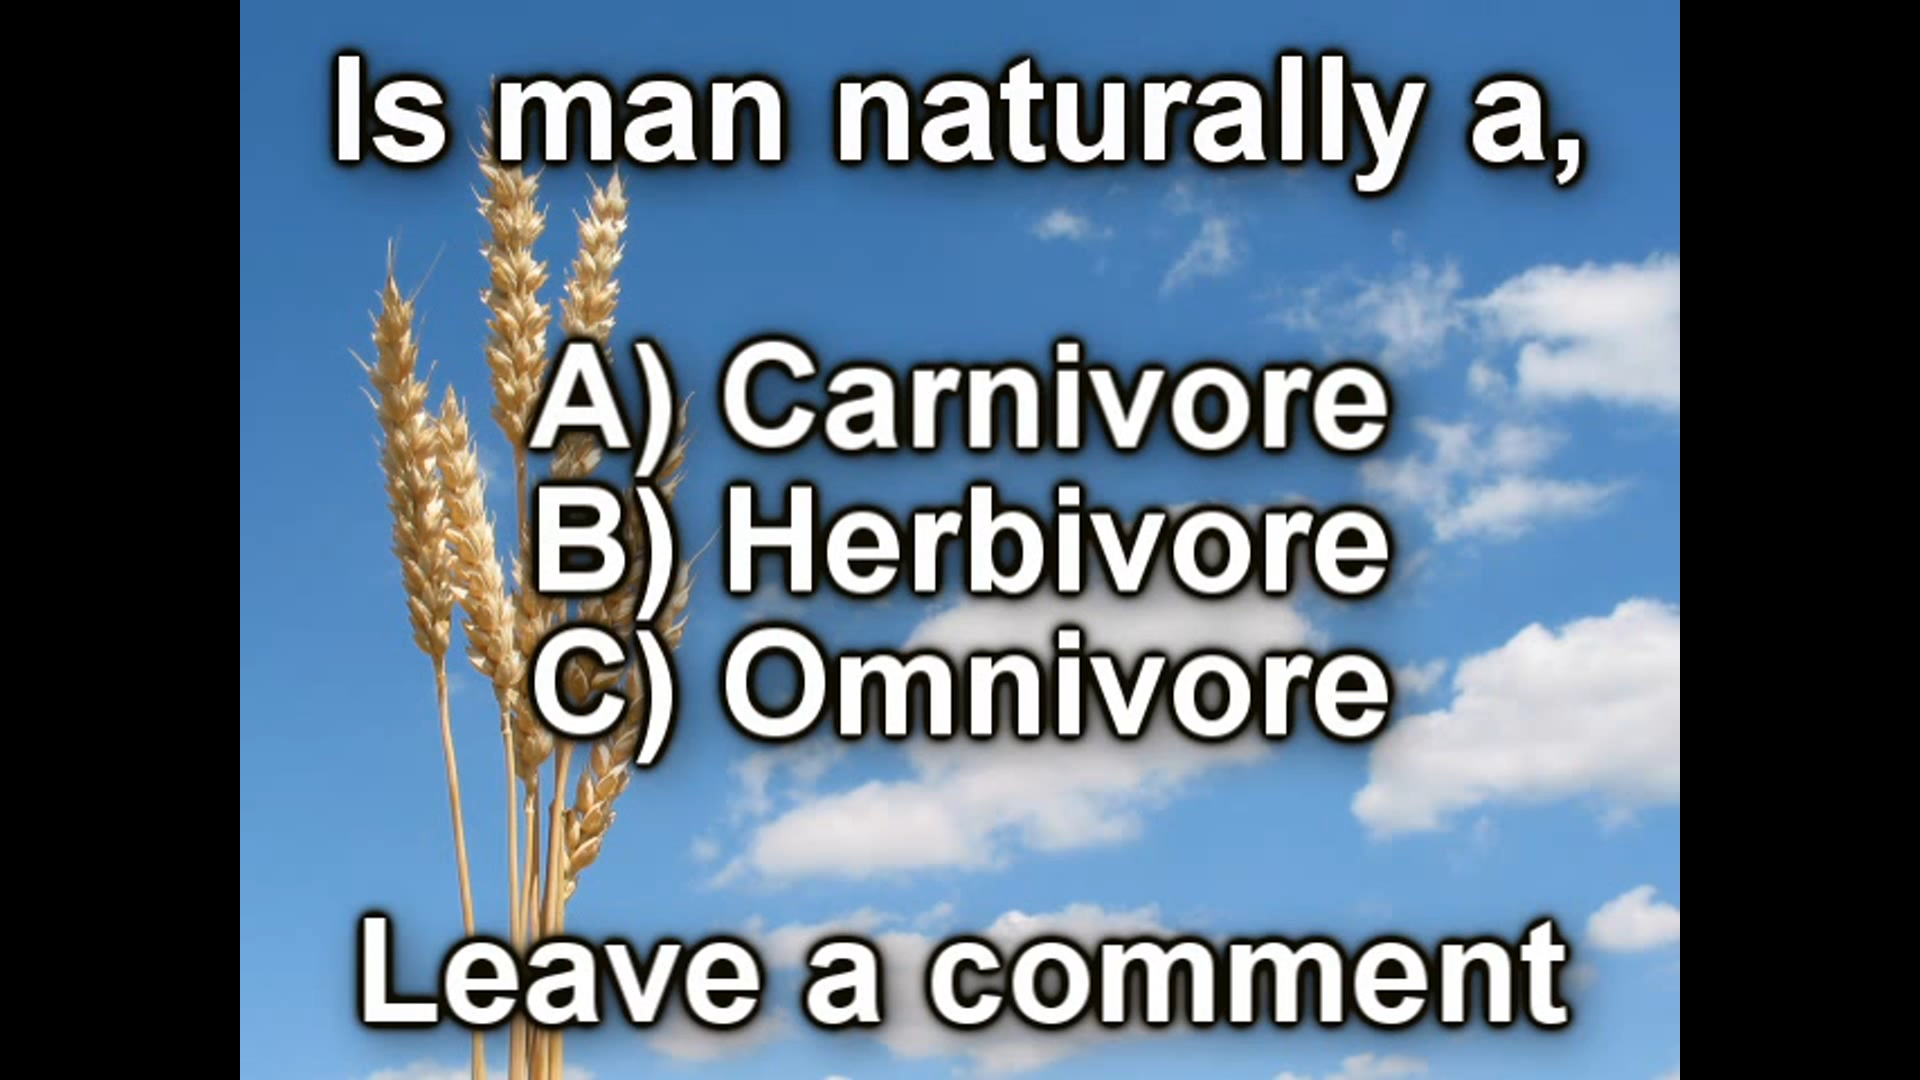 Is man naturally a,
A) Carnivore
B) Herbivore
C) Omnivore
Leave a comment